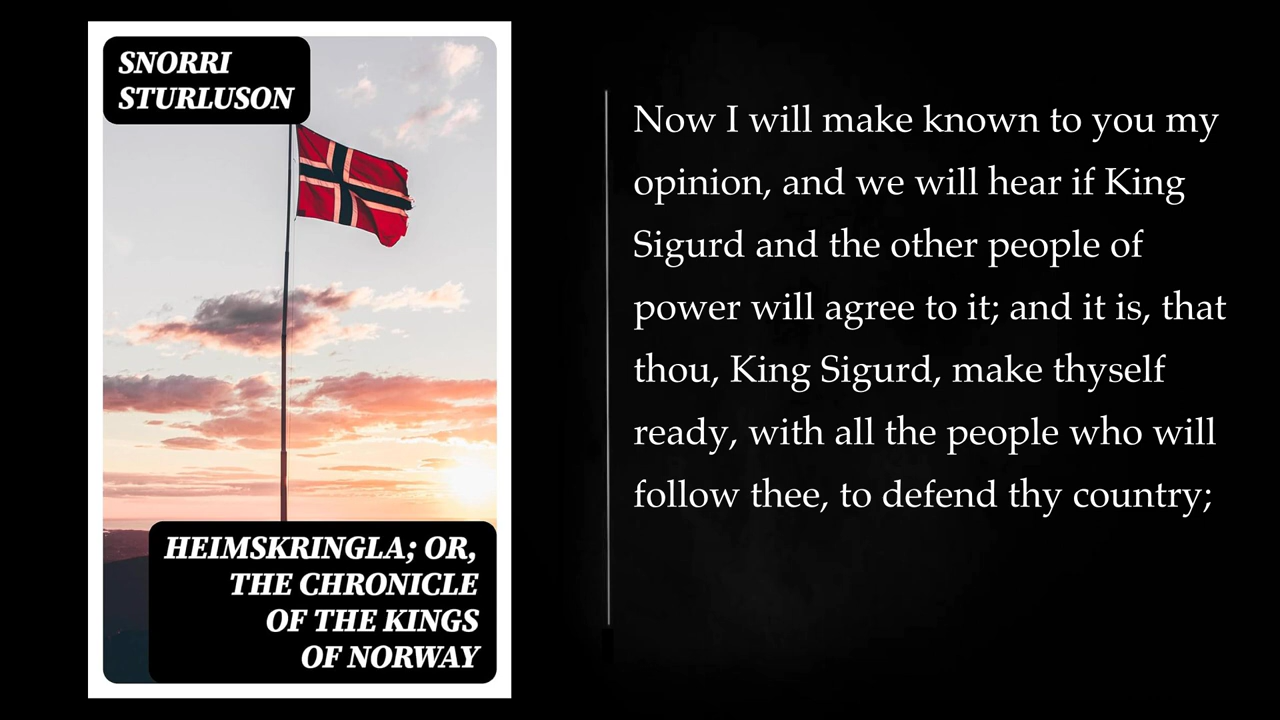 SNORRI
STURLUSON
HEIMSKRINGLA; OR,
THE CHRONICLE
OF THE KINGS
OF NORWAY
Now I will make known to you my
opinion, and we will hear if King
Sigurd and the other people of
power will agree to it; and it is, that
thou, King Sigurd, make thyself
ready, with all the people who will
follow thee, to defend thy country;